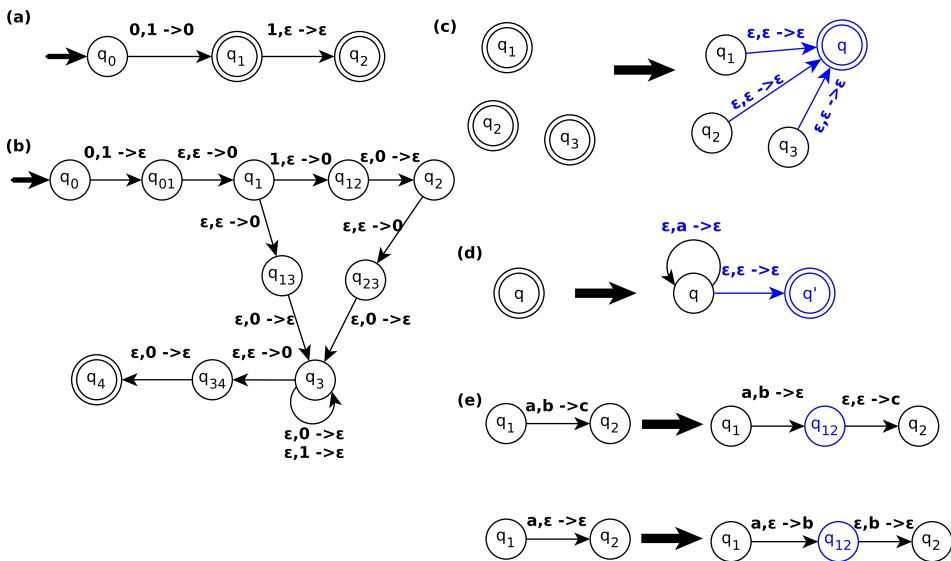 (a)
q0 0,1 ->0 q1 1,ε ->ε q2
(b)
q0 0,1 ->ε q01 ε,ε ->0 q1 1,ε ->0 q12 ε,0 ->ε q2
ε,ε ->0 ε,ε ->0
q13 q23
ε,0 ->ε ε,0 ->ε
q4 ε,0 ->ε q34 ε,ε ->0 q3
ε,0 ->ε
ε,1 ->ε
(c)
q1 q1 ε,ε ->ε q
q2 q3 q2 ε,ε ->ε q3 ε,ε ->ε
(d)
ε,a ->ε
q q ε,ε ->ε q'
(e)
q1 a,b ->c q2 q1 a,b ->ε q12 ε,ε ->c q2
q1 a,ε ->ε q2 q1 a,ε ->b q12 ε,b ->ε q2